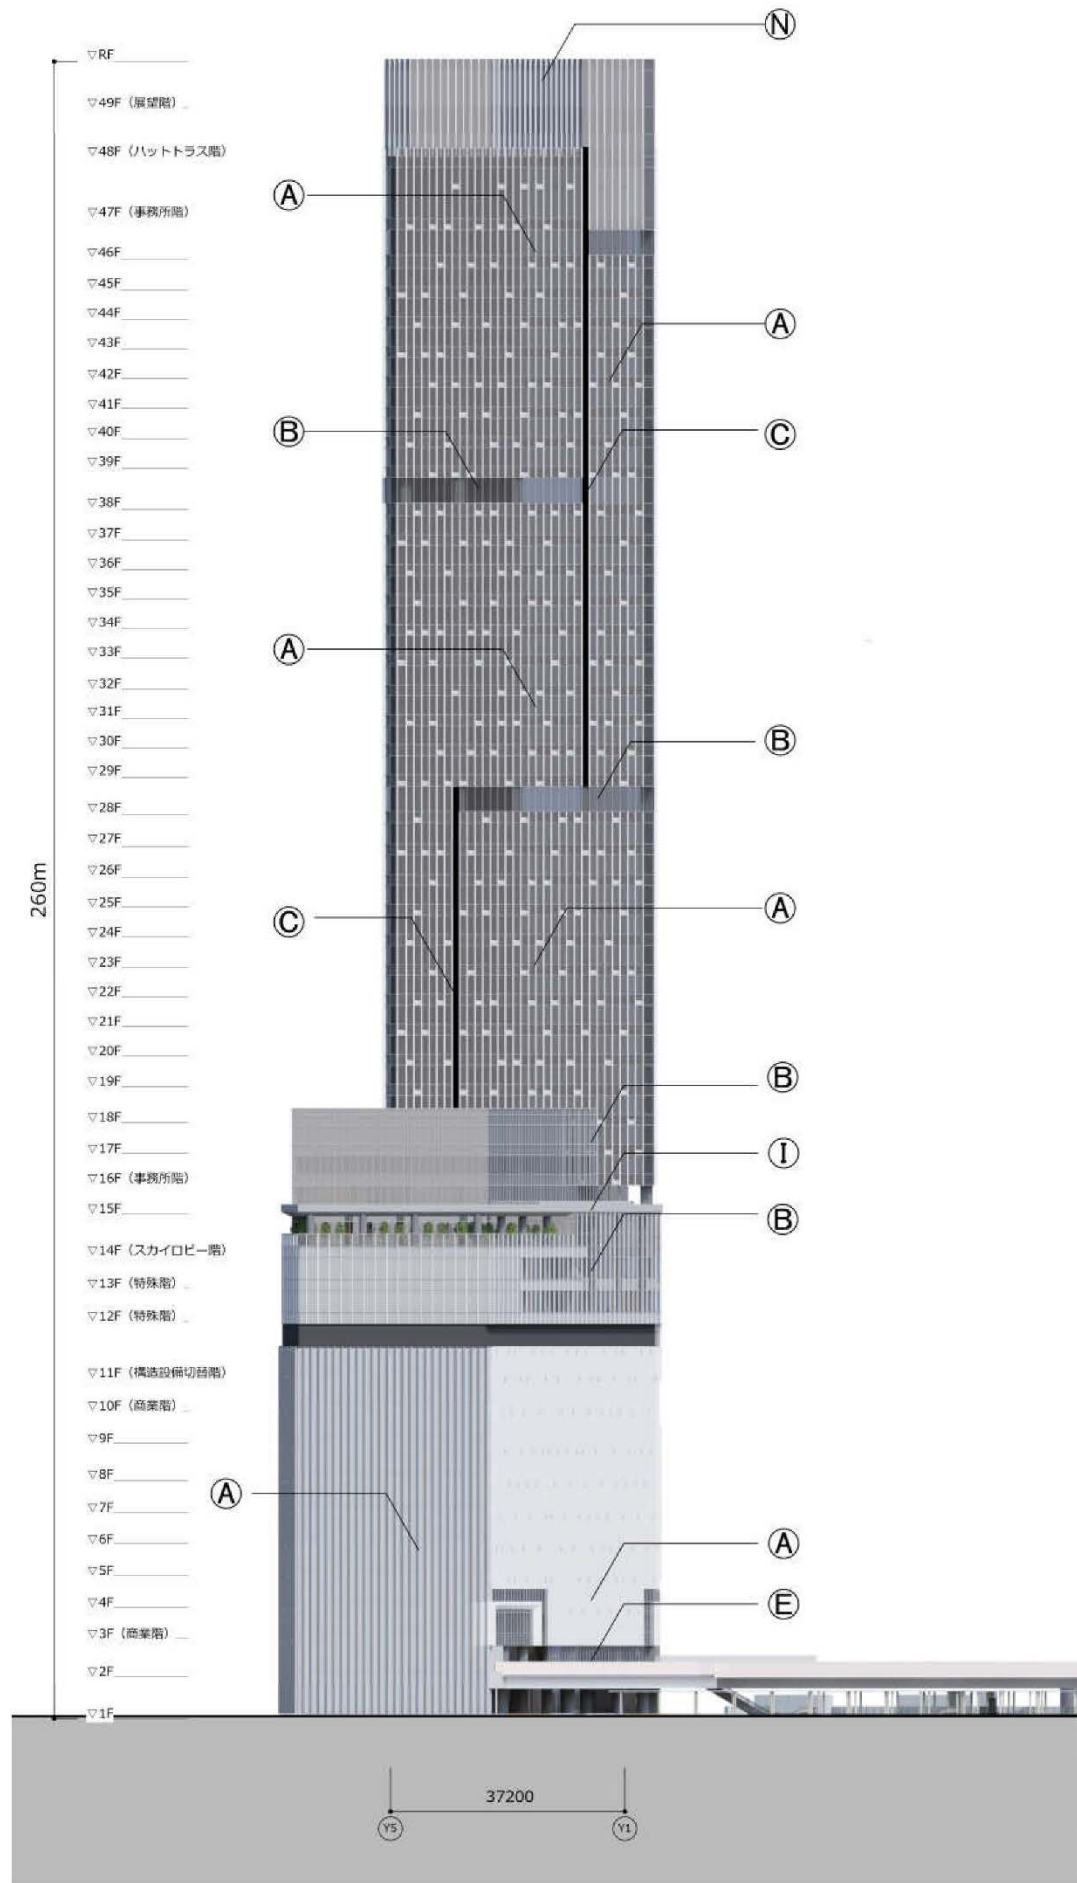 Ⓝ
▽RF
▽49F（展望階）
▽48F（ハットトラス階）
Ⓐ
▽47F（事務所階）
▽46F
▽45F
▽44F
Ⓐ
▽43F
▽42F
▽41F
▽40F
Ⓑ
Ⓒ
▽39F
▽38F
▽37F
▽36F
▽35F
▽34F
▽33F
Ⓐ
▽32F
▽31F
▽30F
Ⓑ
▽29F
▽28F
▽27F
▽26F
260m
▽25F
Ⓐ
Ⓒ
▽24F
▽23F
▽22F
▽21F
▽20F
▽19F
Ⓑ
▽18F
▽17F
Ⓘ
▽16F（事務所階）
▽15F
Ⓑ
▽14F（スカイロビー階）
▽13F（特殊階）
▽12F（特殊階）
▽11F（構造設備切替階）
▽10F（商業階）
▽9F
▽8F
Ⓐ
▽7F
▽6F
Ⓐ
▽5F
▽4F
Ⓔ
▽3F（商業階）
▽2F
▽1F
37200
Y5
Y1